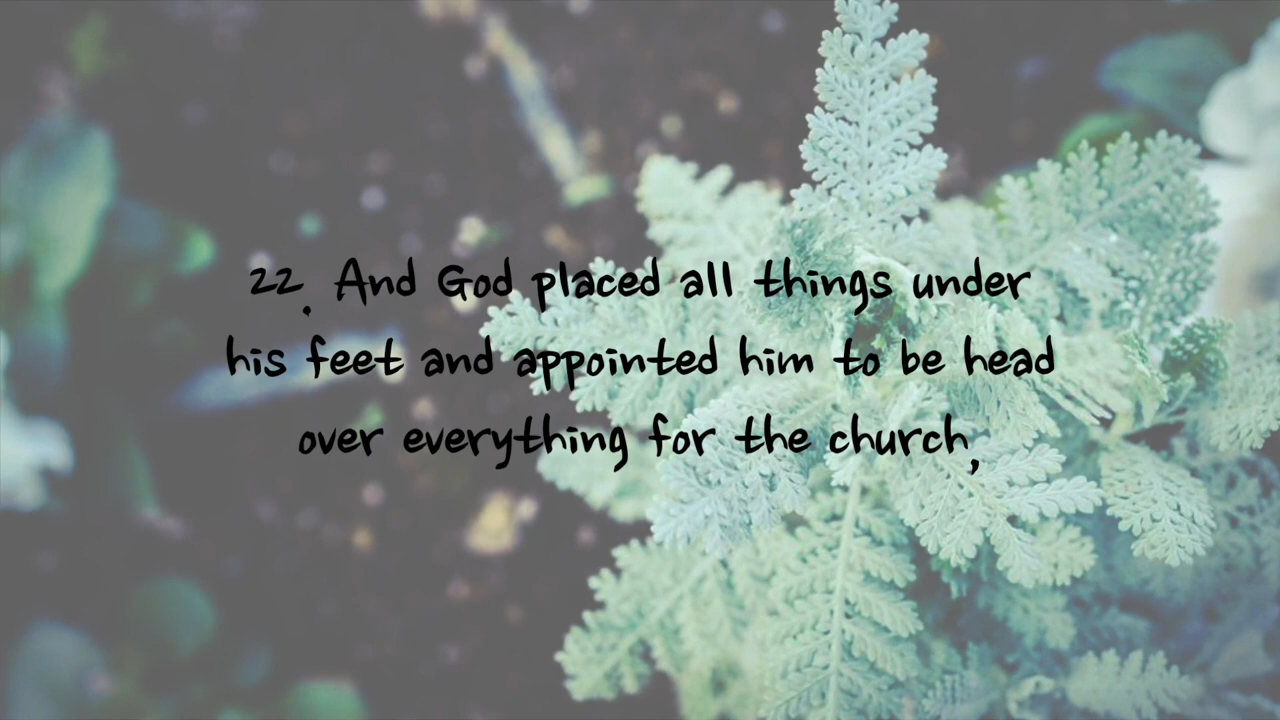 22. And God placed all things under
his feet and appointed him to be head
over everything for the church,